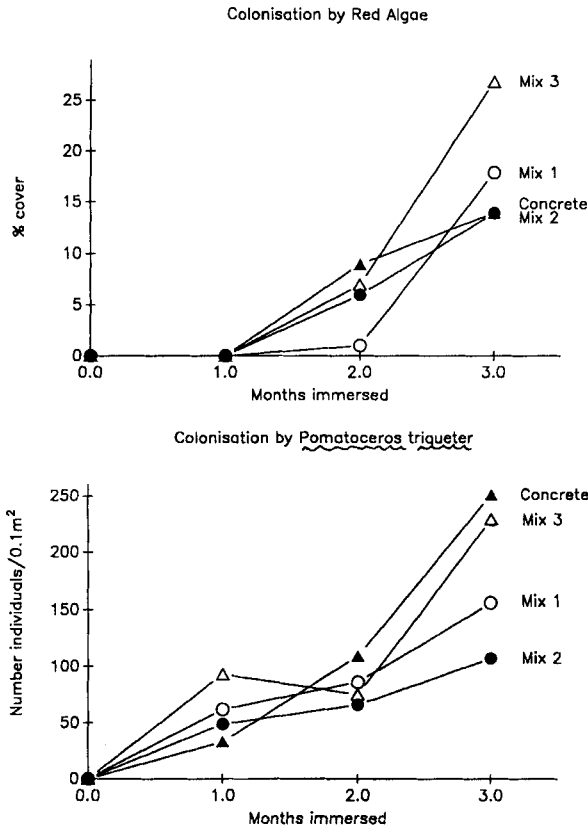 Colonisation by Red Algae
% cover
25
20
15
10
5
0
Mix 3
Mix 1
Concrete
Mix 2
0.0 1.0 2.0 3.0
Months immersed
Colonisation by Pomatoceros triqueter
Number individuals/0.1m²
250
200
150
100
50
0
Concrete
Mix 3
Mix 1
Mix 2
0.0 1.0 2.0 3.0
Months immersed